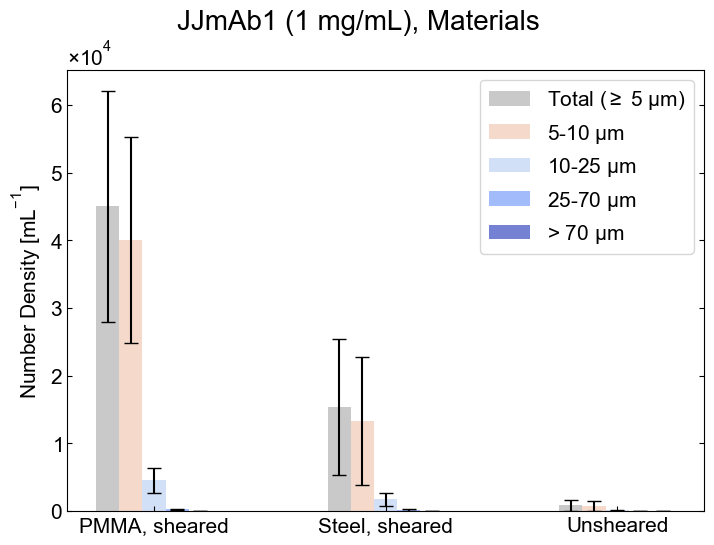 JJmAb1 (1 mg/mL), Materials
×10⁴
Number Density [mL⁻¹]
6
5
4
3
2
1
0
Total (≥ 5 µm)
5-10 µm
10-25 µm
25-70 µm
> 70 µm
PMMA, sheared
Steel, sheared
Unsheared